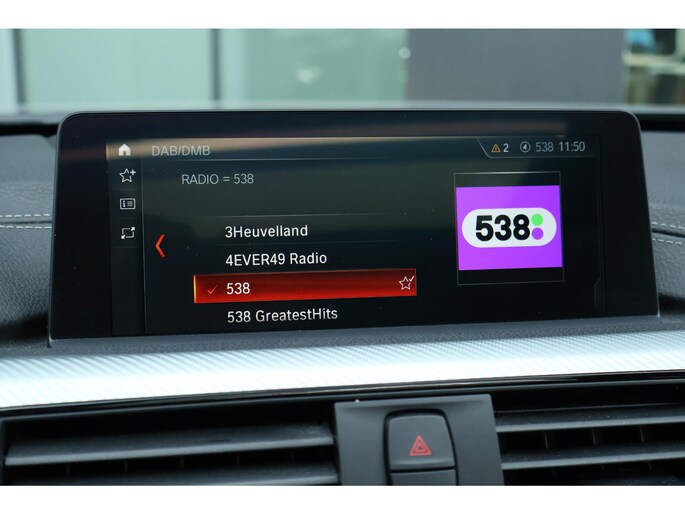 DAB/DMB
2 538 11:50
RADIO = 538
3Heuvelland
4EVER49 Radio
538
538 GreatestHits
538